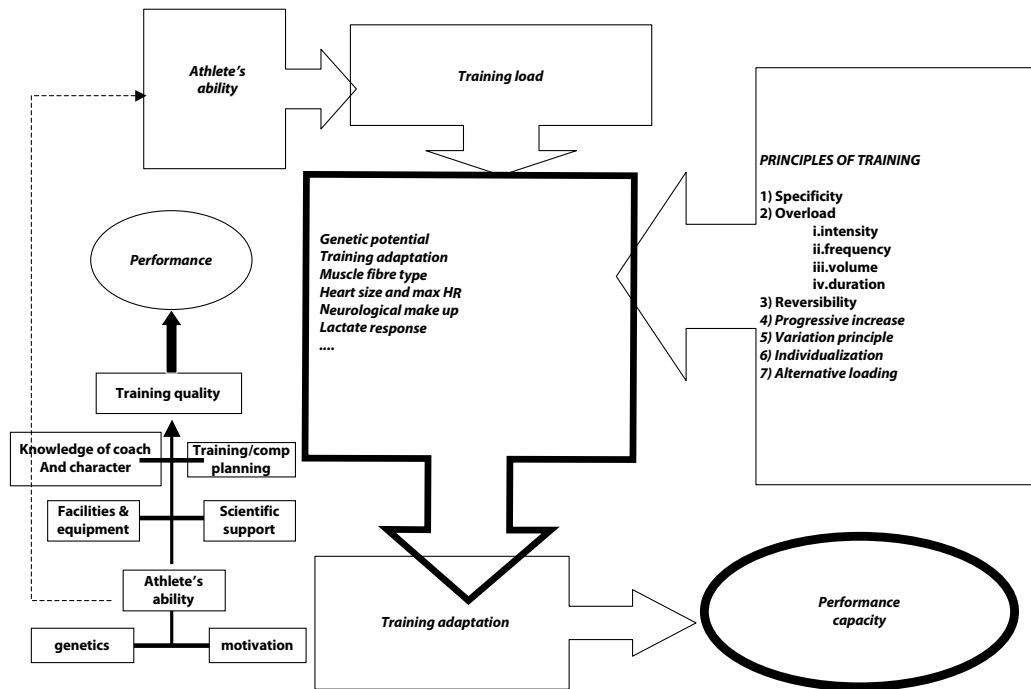 Athlete's
ability
Training load
PRINCIPLES OF TRAINING
1) Specificity
2) Overload
i.intensity
ii.frequency
iii.volume
iv.duration
3) Reversibility
4) Progressive increase
5) Variation principle
6) Individualization
7) Alternative loading
Genetic potential
Training adaptation
Muscle fibre type
Heart size and max HR
Neurological make up
Lactate response
....
Performance
Training quality
Knowledge of coach
And character
Training/comp
planning
Facilities &
equipment
Scientific
support
Athlete's
ability
genetics
motivation
Training adaptation
Performance
capacity